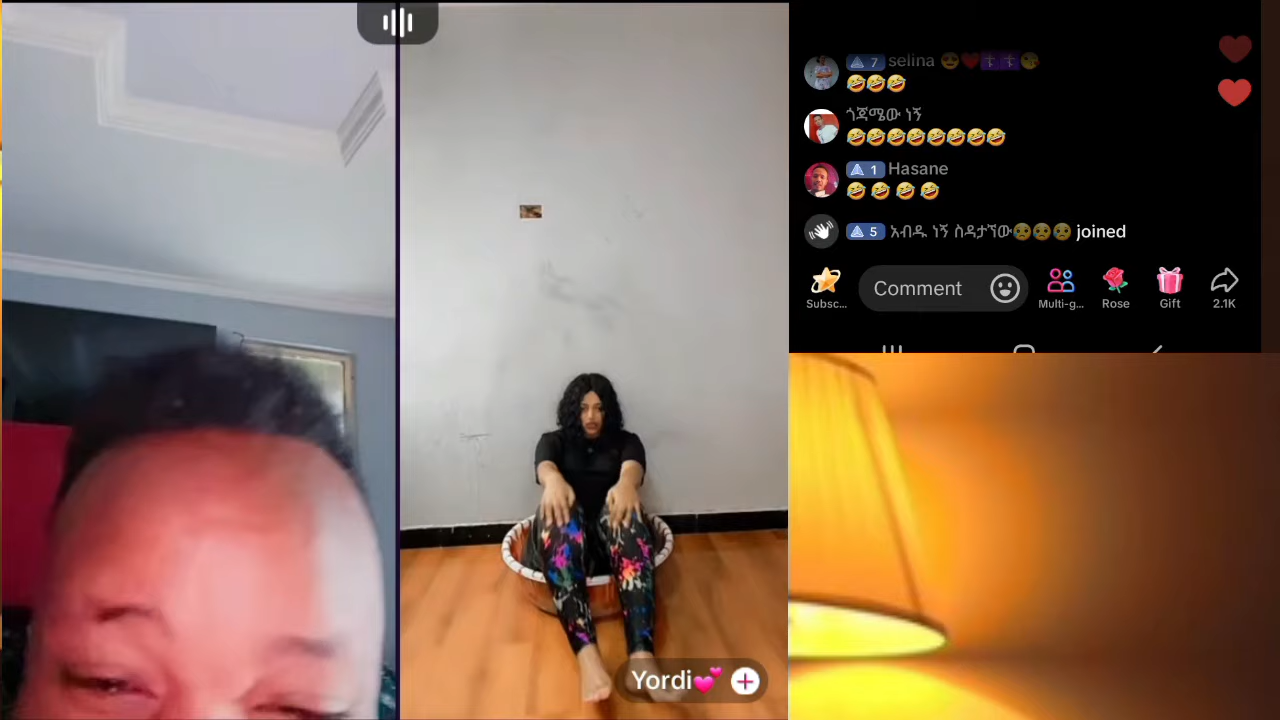 7 selina 😍❤️✝️✝️😘
🤣🤣🤣
ጎጃሜው ነኝ
🤣🤣🤣🤣🤣🤣🤣🤣
1 Hasane
🤣 🤣 🤣 🤣
5 አብዱ ነኝ ስዳታኘው😥😥😥 joined
Subsc...
Comment
Multi-g...
Rose
Gift
2.1K
Yordi💕